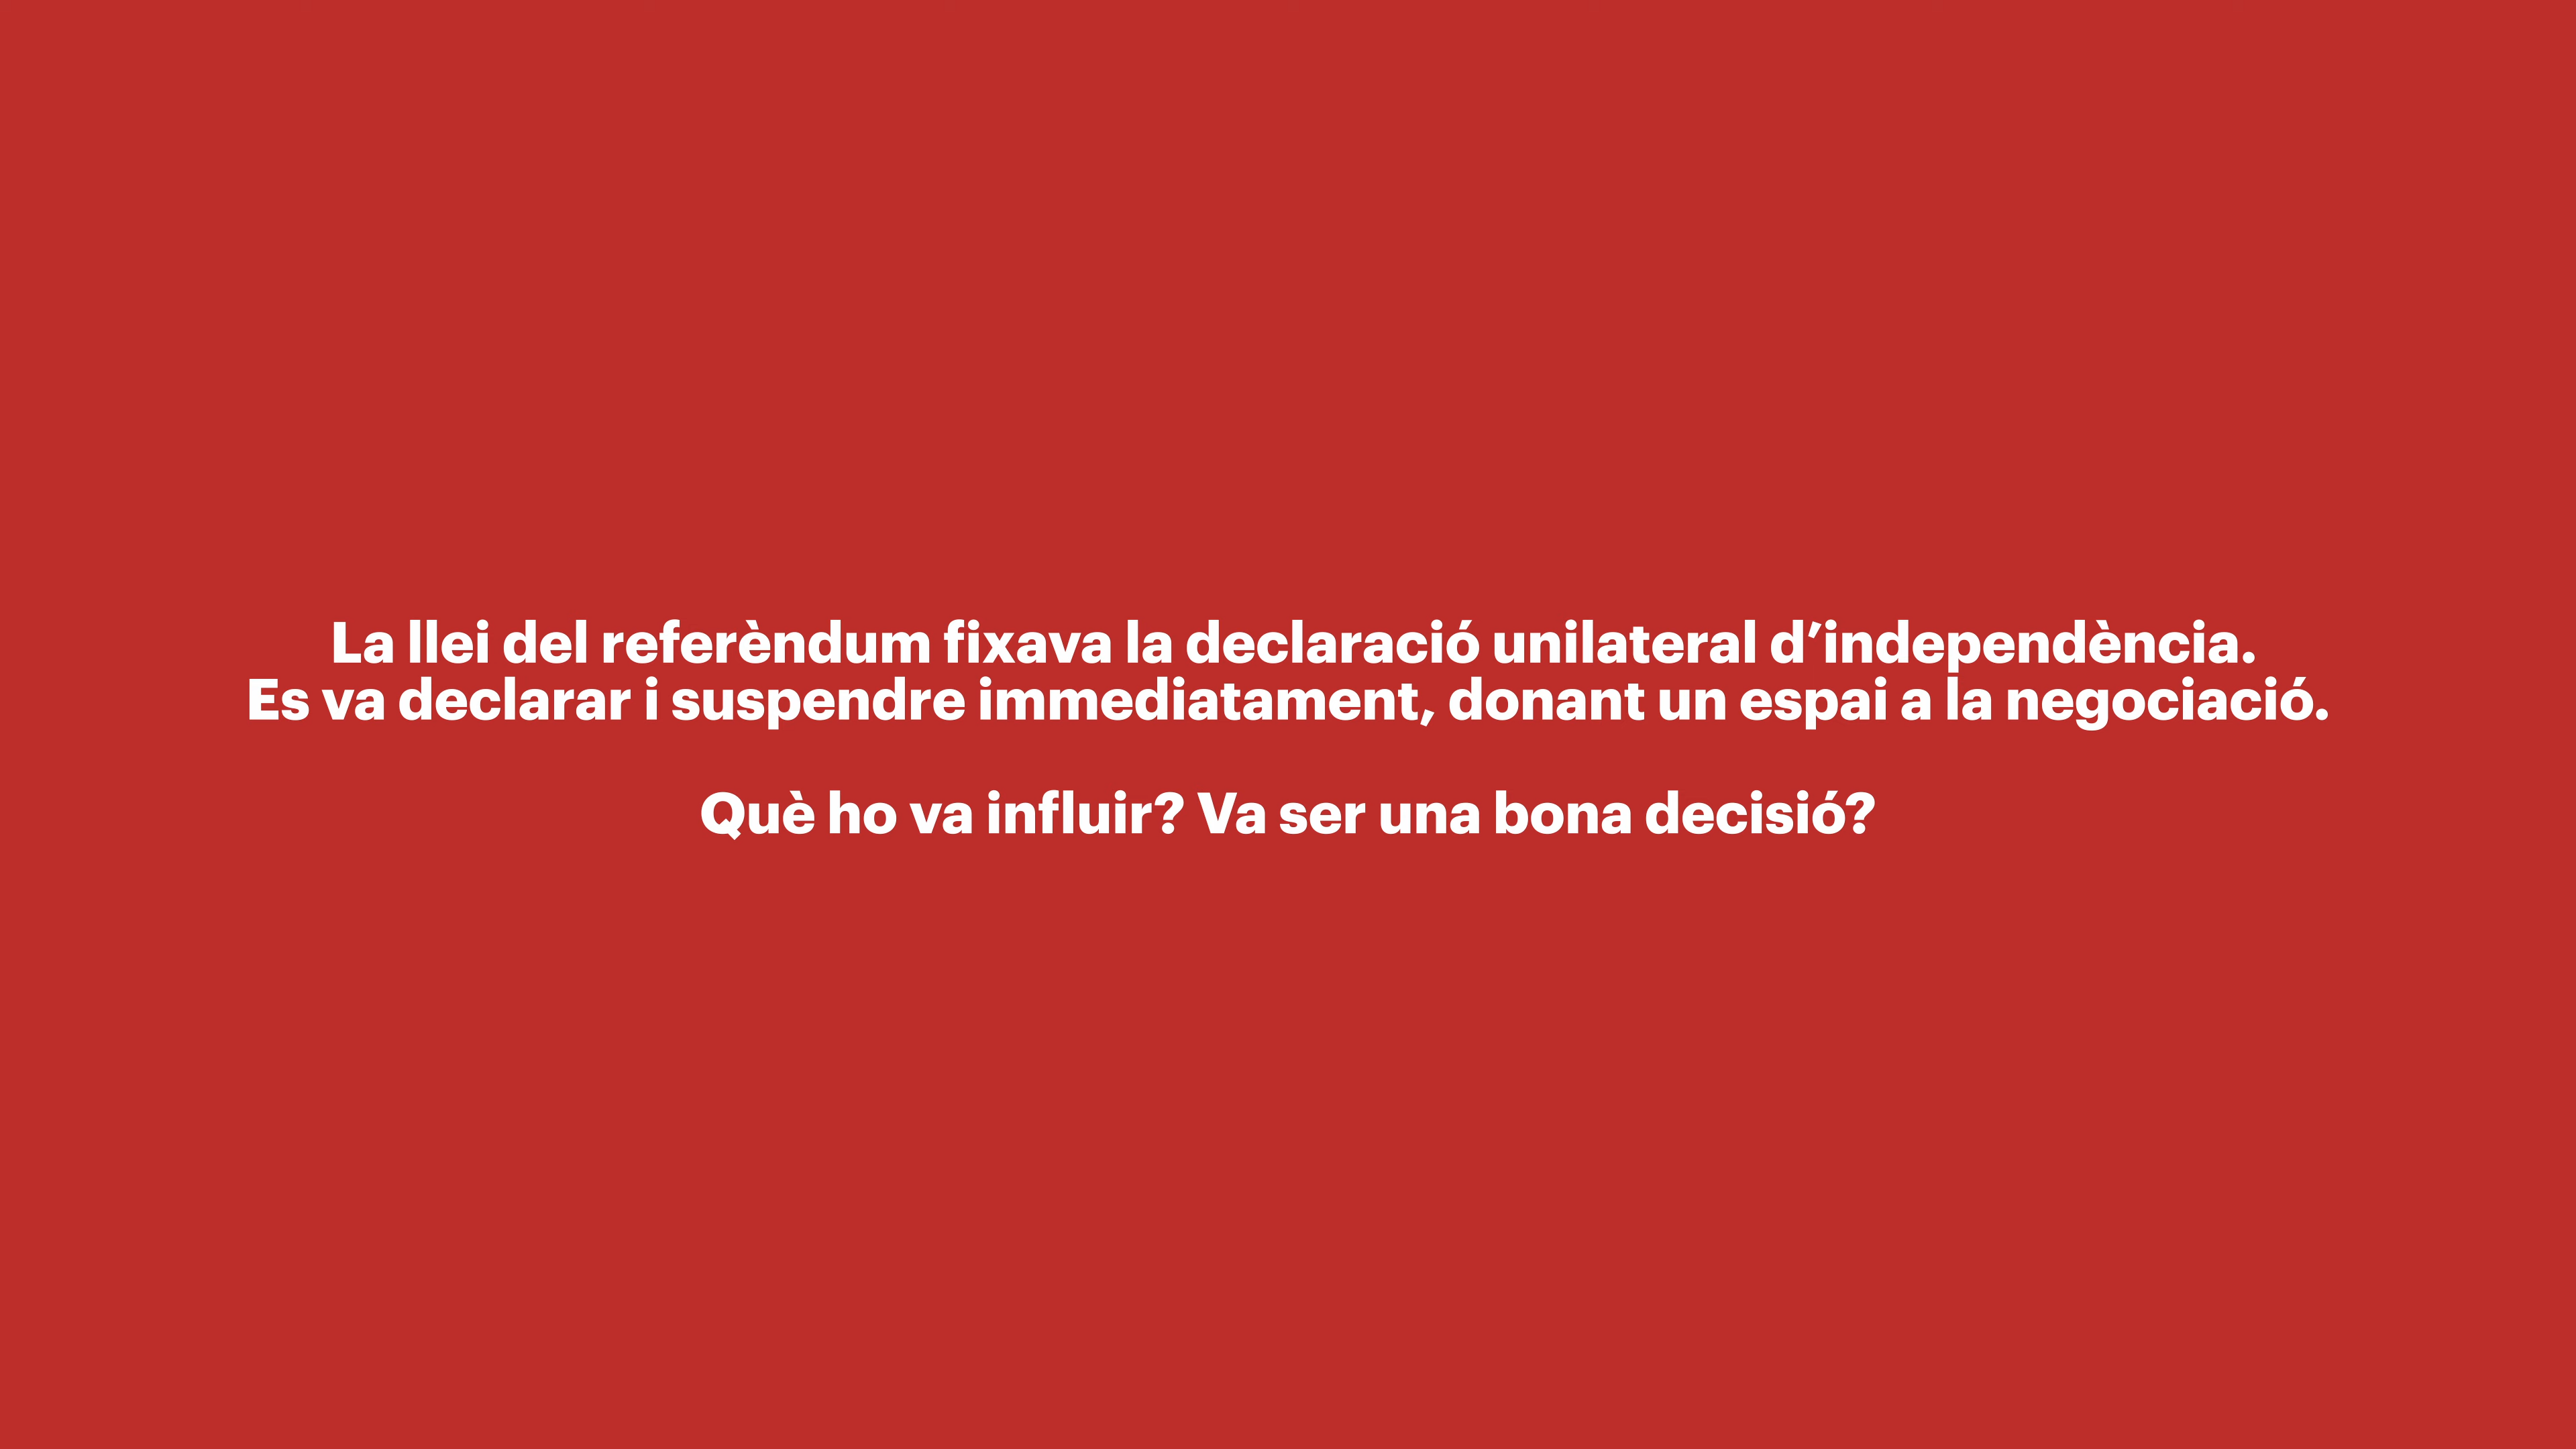 La llei del referèndum fixava la declaració unilateral d’independència.
Es va declarar i suspendre immediatament, donant un espai a la negociació.
Què ho va influir? Va ser una bona decisió?